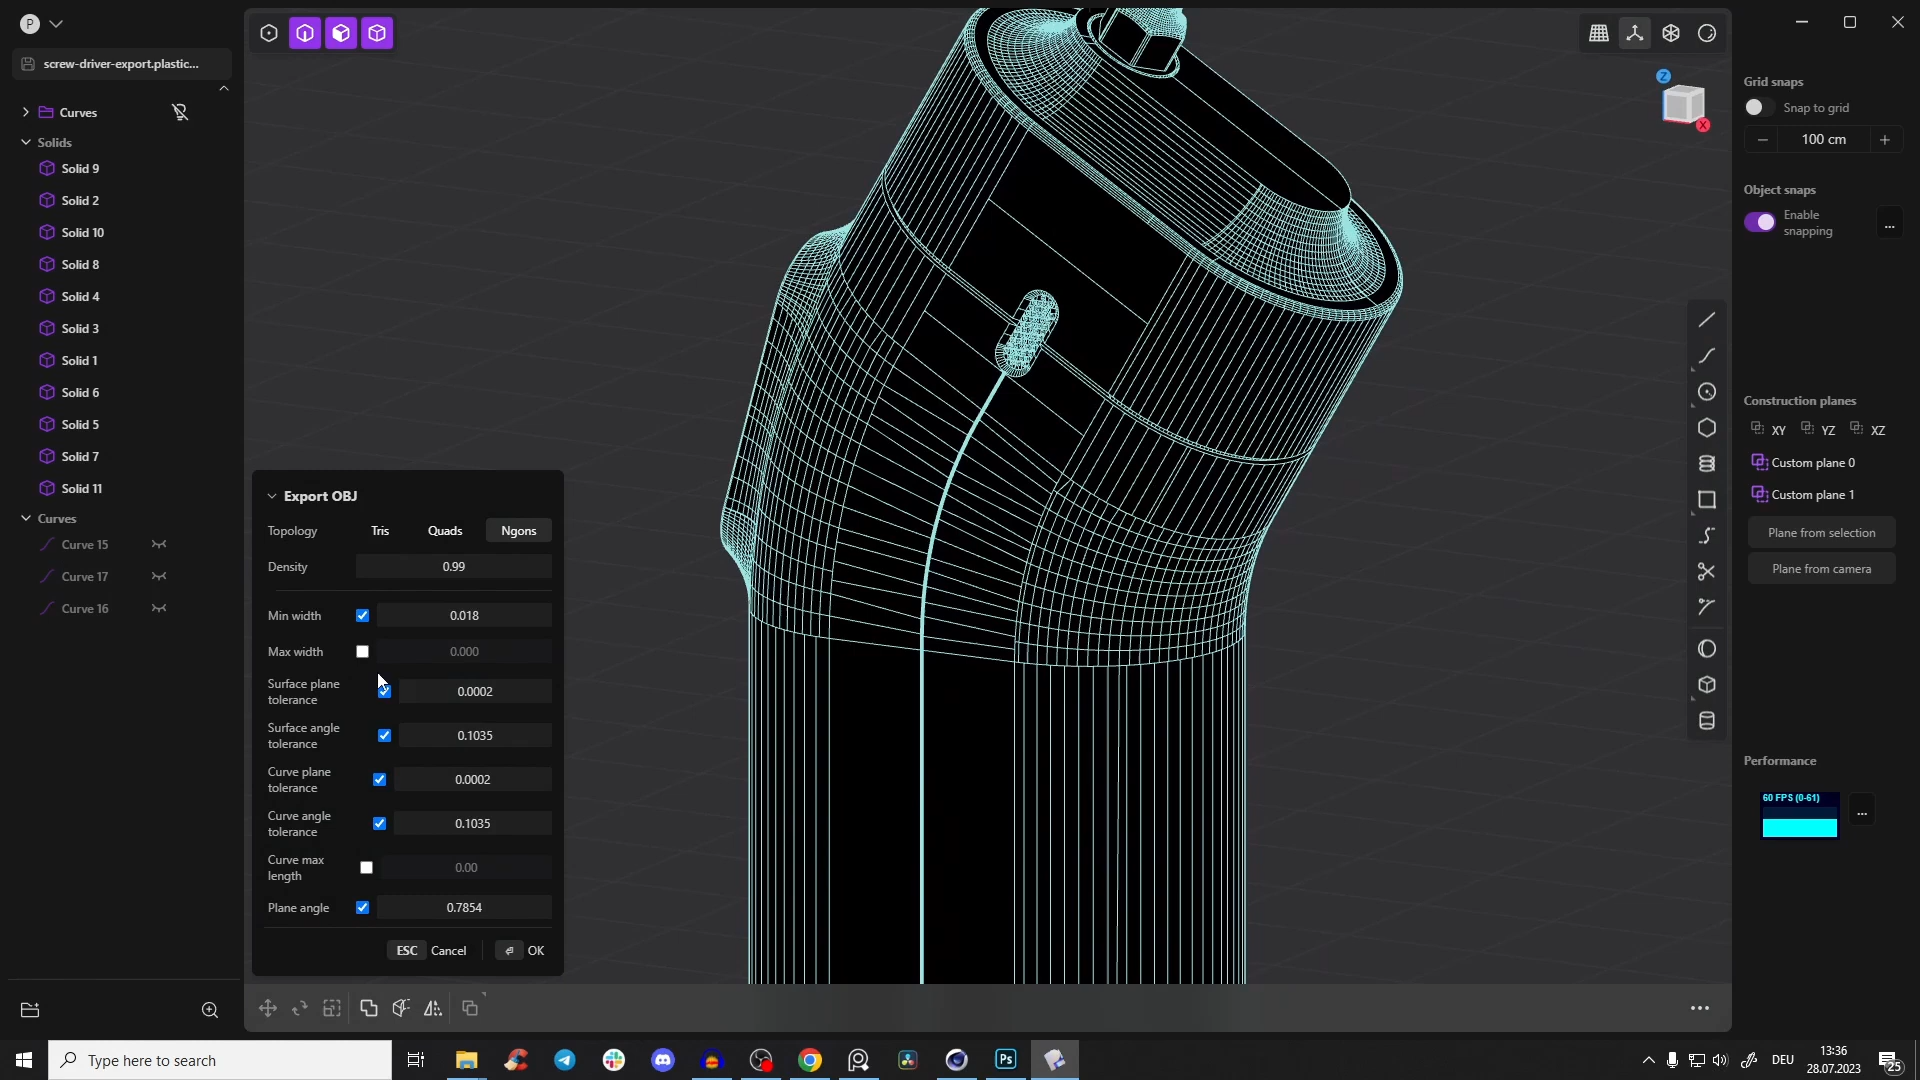 P
screw-driver-export.plastic...
Curves
Solids
Solid 9
Solid 2
Solid 10
Solid 8
Solid 4
Solid 3
Solid 1
Solid 6
Solid 5
Solid 7
Solid 11
Curves
Curve 15
Curve 17
Curve 16
Export OBJ
Topology Tris Quads Ngons
Density 0.99
Min width 0.018
Max width 0.000
Surface plane
tolerance 0.0002
Surface angle
tolerance 0.1035
Curve plane
tolerance 0.0002
Curve angle
tolerance 0.1035
Curve max
length 0.00
Plane angle 0.7854
ESC Cancel OK
Z
X
Grid snaps
Snap to grid
100 cm
Object snaps
Enable
snapping
...
Construction planes
XY YZ XZ
Custom plane 0
Custom plane 1
Plane from selection
Plane from camera
Performance
60 FPS (0-61)
...
Type here to search
Ps
DEU
13:36
28.07.2023
25